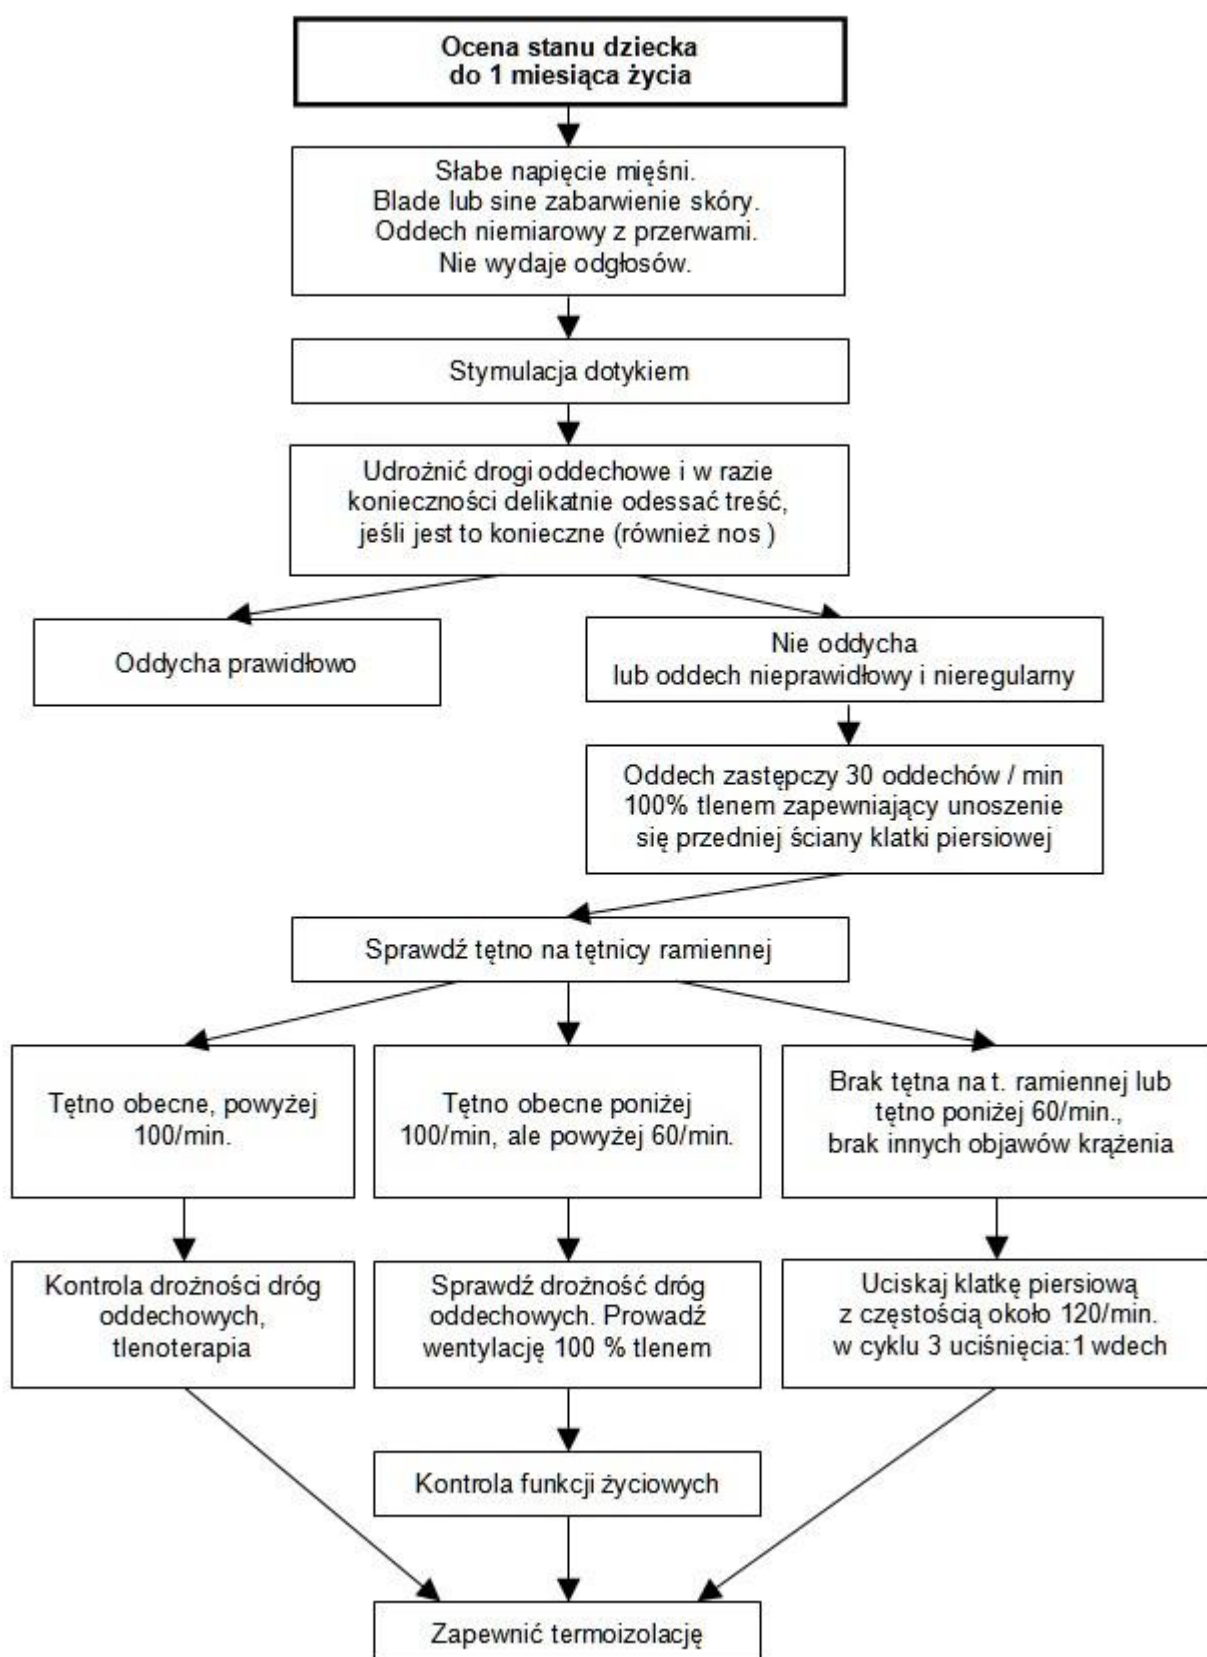 Ocena stanu dziecka
do 1 miesiąca życia
Słabe napięcie mięśni.
Blade lub sine zabarwienie skóry.
Oddech niemiarowy z przerwami.
Nie wydaje odgłosów.
Stymulacja dotykiem
Udrożnić drogi oddechowe i w razie
konieczności delikatnie odessać treść,
jeśli jest to konieczne (również nos )
Oddycha prawidłowo
Nie oddycha
lub oddech nieprawidłowy i nieregularny
Oddech zastępczy 30 oddechów / min
100% tlenem zapewniający unoszenie
się przedniej ściany klatki piersiowej
Sprawdź tętno na tętnicy ramiennej
Tętno obecne, powyżej
100/min.
Tętno obecne poniżej
100/min, ale powyżej 60/min.
Brak tętna na t. ramiennej lub
tętno poniżej 60/min.,
brak innych objawów krążenia
Kontrola drożności dróg
oddechowych,
tlenoterapia
Sprawdź drożność dróg
oddechowych. Prowadź
wentylację 100 % tlenem
Uciskaj klatkę piersiową
z częstością około 120/min.
w cyklu 3 uciśnięcia:1 wdech
Kontrola funkcji życiowych
Zapewnić termoizolację